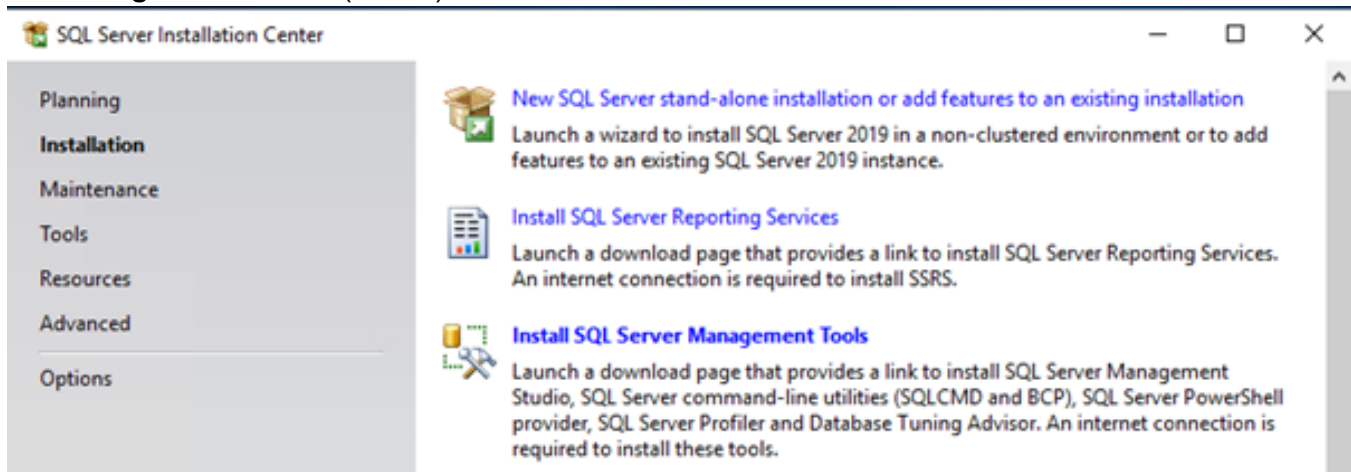 SQL Server Installation Center
Planning
Installation
Maintenance
Tools
Resources
Advanced
Options
New SQL Server stand-alone installation or add features to an existing installation
Launch a wizard to install SQL Server 2019 in a non-clustered environment or to add
features to an existing SQL Server 2019 instance.
Install SQL Server Reporting Services
Launch a download page that provides a link to install SQL Server Reporting Services.
An internet connection is required to install SSRS.
Install SQL Server Management Tools
Launch a download page that provides a link to install SQL Server Management
Studio, SQL Server command-line utilities (SQLCMD and BCP), SQL Server PowerShell
provider, SQL Server Profiler and Database Tuning Advisor. An internet connection is
required to install these tools.